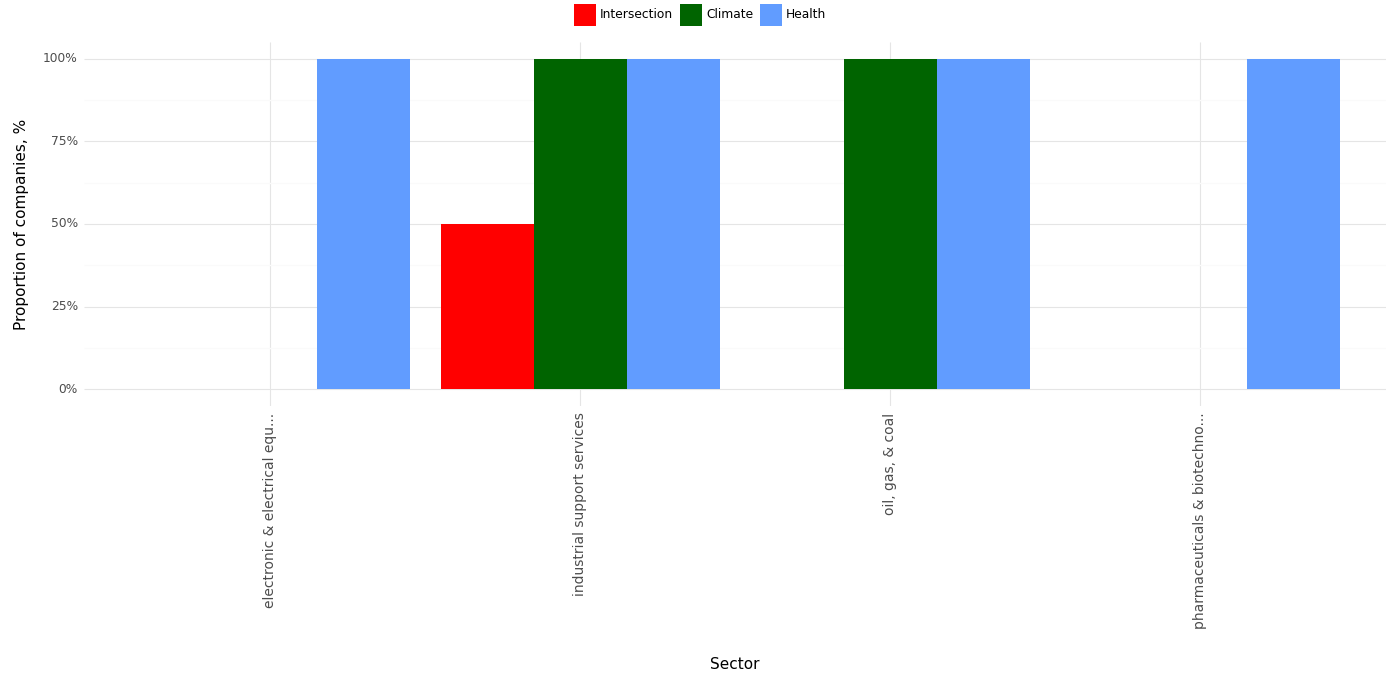 Intersection Climate Health
Proportion of companies, %
100%
75%
50%
25%
0%
electronic & electrical equ...
industrial support services
oil, gas, & coal
pharmaceuticals & biotechno...
Sector